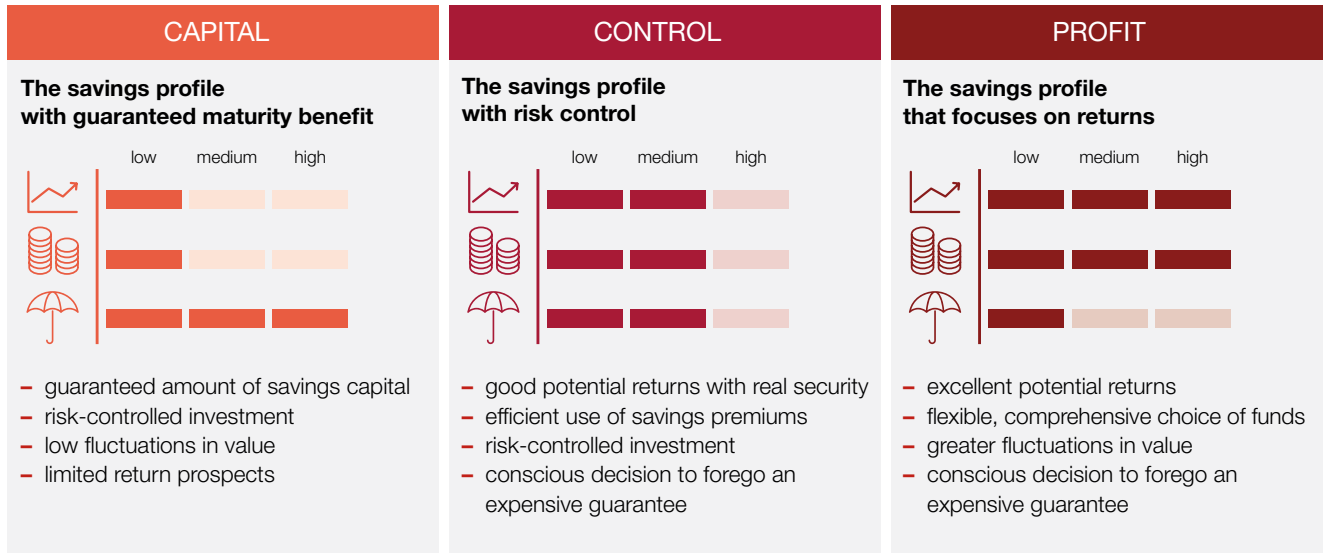 CAPITAL
The savings profile
with guaranteed maturity benefit
low medium high
– guaranteed amount of savings capital
– risk-controlled investment
– low fluctuations in value
– limited return prospects
CONTROL
The savings profile
with risk control
low medium high
– good potential returns with real security
– efficient use of savings premiums
– risk-controlled investment
– conscious decision to forego an
expensive guarantee
PROFIT
The savings profile
that focuses on returns
low medium high
– excellent potential returns
– flexible, comprehensive choice of funds
– greater fluctuations in value
– conscious decision to forego an
expensive guarantee